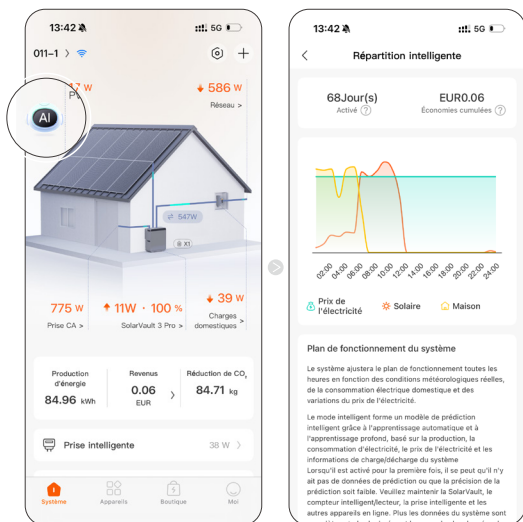 13:42
5G
011-1 >
17 W
PV
AI
586 W
Réseau >
547W
X1
775 W
Prise CA >
11W · 100 %
SolarVault 3 Pro >
39 W
Charges
domestiques >
Production
d'énergie
84.96 kWh
Revenus
0.06
EUR
Réduction de CO₂
84.71 kg
Prise intelligente
38 W >
Système
Appareils
Boutique
Moi
13:42
5G
Répartition intelligente
68Jour(s)
Activé ?
EUR0.06
Économies cumulées ?
02:00 04:00 06:00 08:00 10:00 12:00 14:00 16:00 18:00 20:00 22:00 24:00
Prix de
l'électricité
Solaire
Maison
Plan de fonctionnement du système
Le système ajustera le plan de fonctionnement toutes les
heures en fonction des conditions météorologiques réelles,
de la consommation électrique domestique et des
variations du prix de l'électricité.
Le mode intelligent forme un modèle de prédiction
intelligent grâce à l'apprentissage automatique et à
l'apprentissage profond, basé sur la production, la
consommation d'électricité, le prix de l'électricité et les
informations de charge/décharge du système
Lorsqu'il est activé pour la première fois, il se peut qu'il n'y
ait pas de données de prédiction ou que la précision de la
prédiction soit faible. Veuillez maintenir la SolarVault, le
compteur intelligent/lecteur, la prise intelligente et les
autres appareils en ligne. Plus les données du système sont